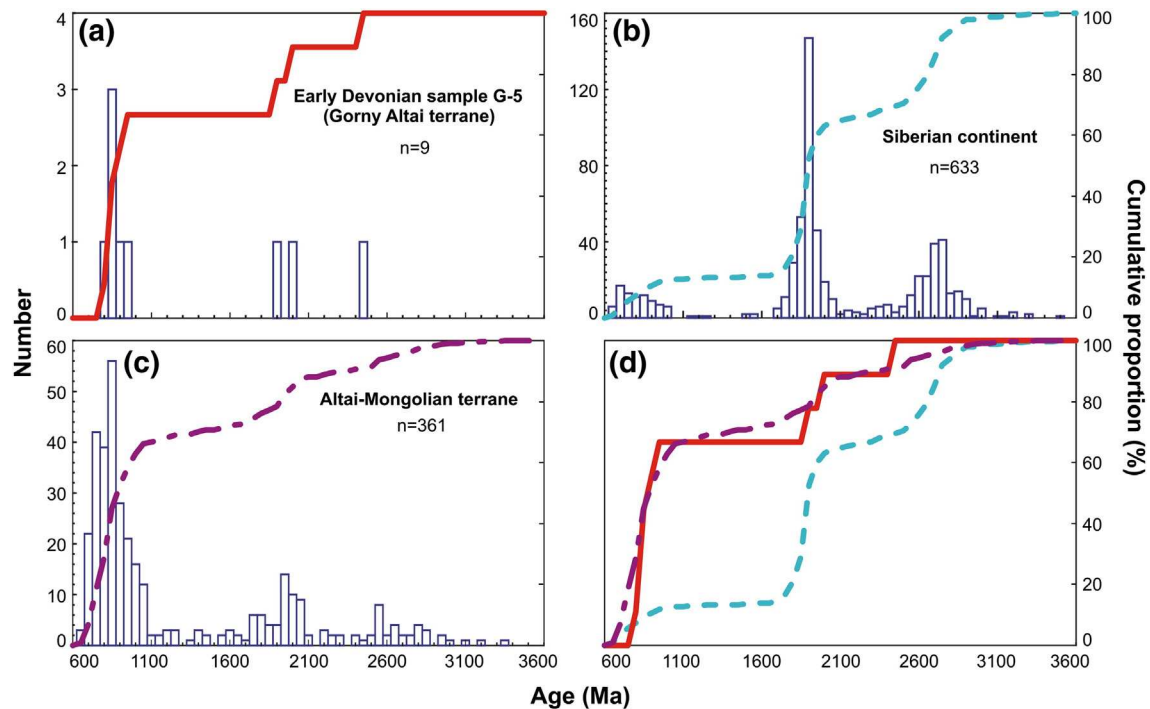 (a)
4
3
2
1
0
Early Devonian sample G-5
(Gorny Altai terrane)
n=9
(b)
160
120
80
40
0
Siberian continent
n=633
100
80
60
40
20
0
(c)
60
50
40
30
20
10
0
Altai-Mongolian terrane
n=361
600 1100 1600 2100 2600 3100 3600
(d)
100
80
60
40
20
0
600 1100 1600 2100 2600 3100 3600
Number
Cumulative proportion (%)
Age (Ma)